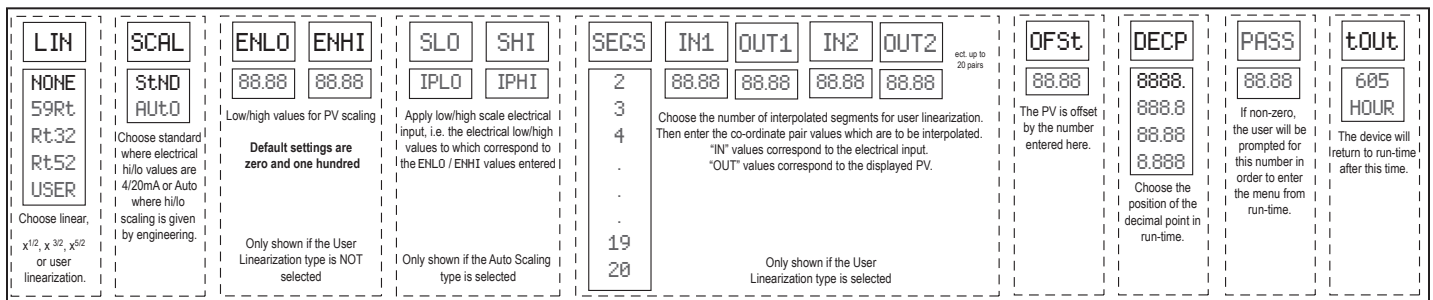 LIN
NONE
59Rt
Rt32
Rt52
USER
Choose linear,
x1/2, x 3/2, x5/2
or user
linearization.
SCAL
StND
AUtO
Choose standard
where electrical
hi/lo values are
4/20mA or Auto
where hi/lo
scaling is given
by engineering.
ENLO ENHI
88.88 88.88
Low/high values for PV scaling
Default settings are
zero and one hundred
Only shown if the User
Linearization type is NOT
selected
SLO SHI
IPLO IPHI
Apply low/high scale electrical
input, i.e. the electrical low/high
values to which correspond to
the ENLO / ENHI values entered
Only shown if the Auto Scaling
type is selected
SEGS IN1 OUT1 IN2 OUT2
ect. up to
20 pairs
2
3
4
.
.
.
19
20
88.88 88.88 88.88 88.88
Choose the number of interpolated segments for user linearization.
Then enter the co-ordinate pair values which are to be interpolated.
“IN” values correspond to the electrical input.
“OUT” values correspond to the displayed PV.
Only shown if the User
Linearization type is selected
OFSt
88.88
The PV is offset
by the number
entered here.
DECP
8888.
888.8
88.88
8.888
Choose the
position of the
decimal point in
run-time.
PASS
88.88
If non-zero,
the user will be
prompted for
this number in
order to enter
the menu from
run-time.
tOUt
60S
HOUR
The device will
return to run-time
after this time.